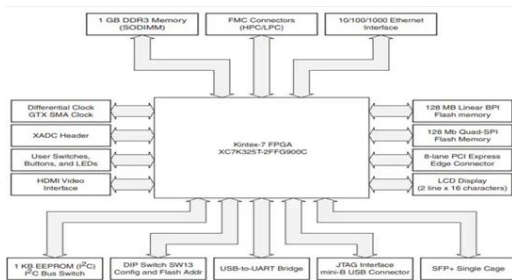 1 GB DDR3 Memory
(SODIMM)
FMC Connectors
(HPC/LPC)
10/100/1000 Ethernet
Interface
Differential Clock
GTX SMA Clock
XADC Header
User Switches,
Buttons, and LEDs
HDMI Video
Interface
Kintex-7 FPGA
XC7K325T-2FFG900C
128 MB Linear BPI
Flash memory
128 Mb Quad-SPI
Flash memory
8-lane PCI Express
Edge Connector
LCD Display
(2 line x 16 characters)
1 KB EEPROM (I²C)
I²C Bus Switch
DIP Switch SW13
Config and Flash Addr
USB-to-UART Bridge
JTAG Interface
mini-B USB Connector
SFP+ Single Cage